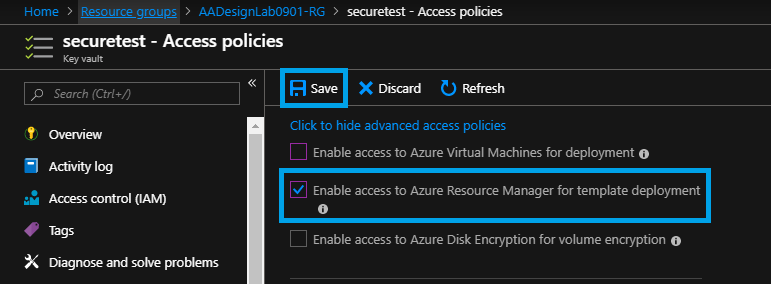 Home > Resource groups > AADesignLab0901-RG > securetest - Access policies
securetest - Access policies
Key vault
Search (Ctrl+/)
Overview
Activity log
Access control (IAM)
Tags
Diagnose and solve problems
Save Discard Refresh
Click to hide advanced access policies
Enable access to Azure Virtual Machines for deployment
Enable access to Azure Resource Manager for template deployment
Enable access to Azure Disk Encryption for volume encryption